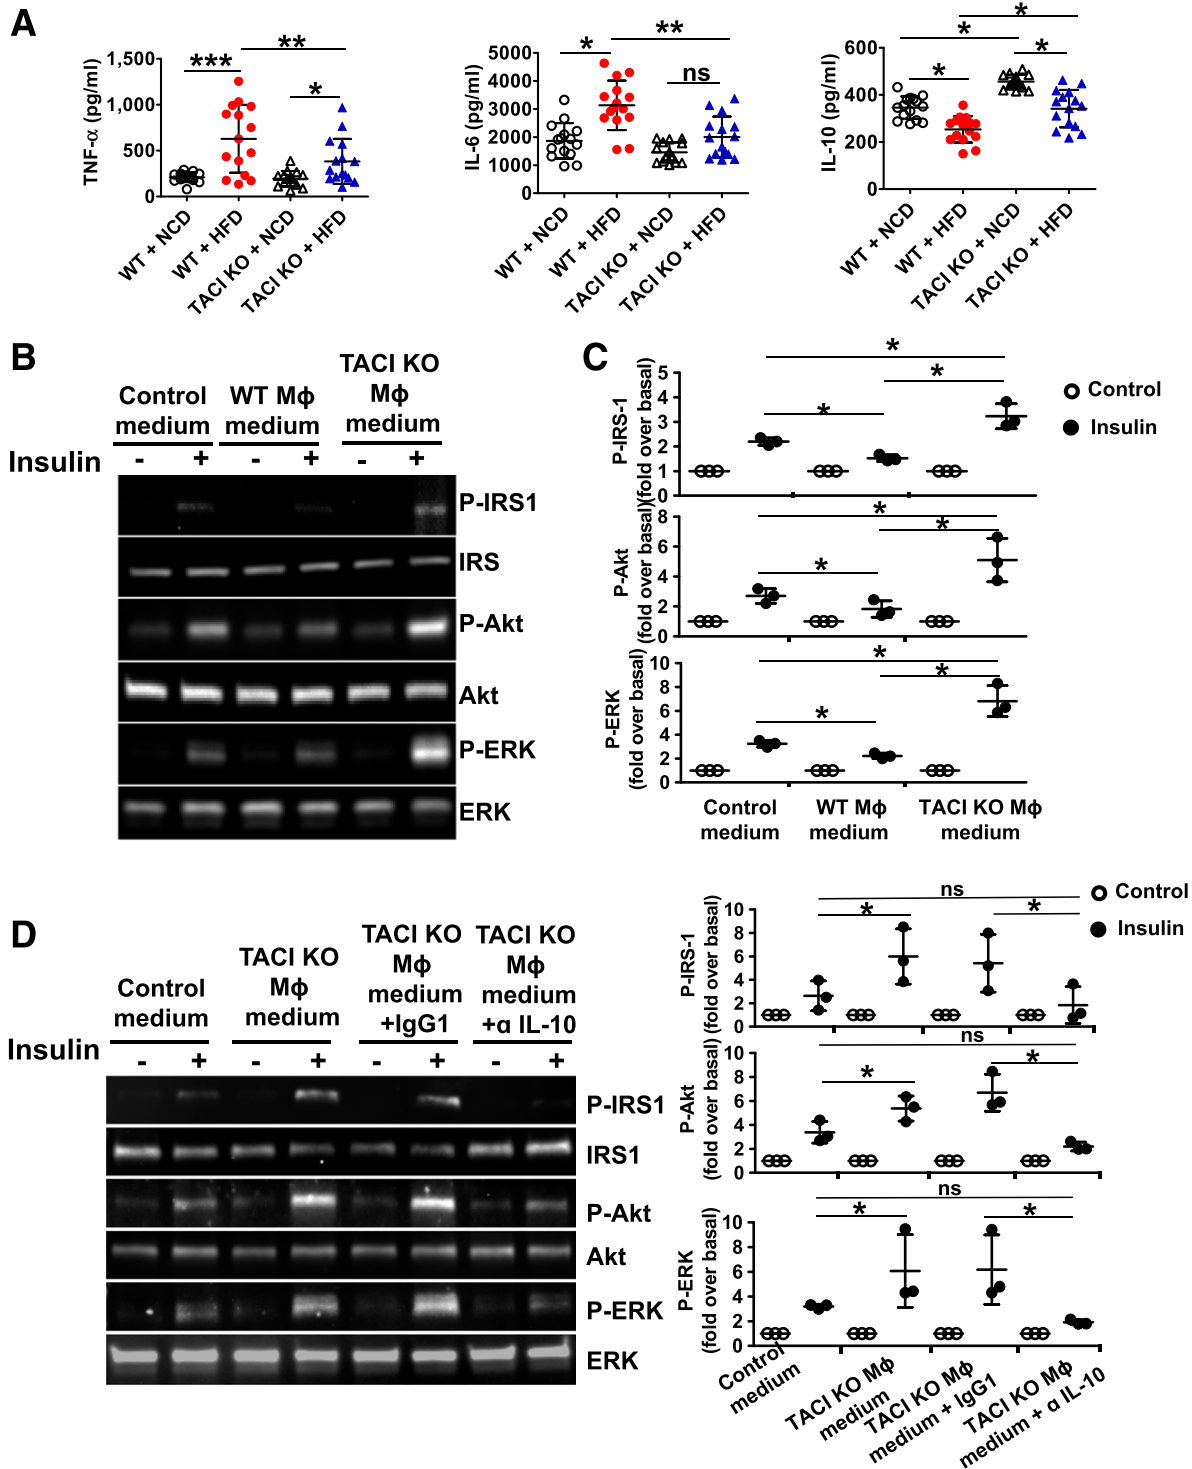 A
TNF-α (pg/ml)
1,500
1,000
500
0
***
**
*
WT + NCD
WT + HFD
TACI KO + NCD
TACI KO + HFD
IL-6 (pg/ml)
5000
4000
3000
2000
1000
0
*
**
ns
WT + NCD
WT + HFD
TACI KO + NCD
TACI KO + HFD
IL-10 (pg/ml)
600
400
200
0
*
*
*
*
WT + NCD
WT + HFD
TACI KO + NCD
TACI KO + HFD
B
Control
medium
WT Mϕ
medium
TACI KO
Mϕ
medium
Insulin - + - + - +
P-IRS1
IRS
P-Akt
Akt
P-ERK
ERK
C
Control
Insulin
P-IRS-1
(fold over basal)
5
4
3
2
1
0
*
*
*
P-Akt
(fold over basal)
8
6
4
2
0
*
*
*
P-ERK
(fold over basal)
10
8
6
4
2
0
*
*
*
Control
medium
WT Mϕ
medium
TACI KO Mϕ
medium
D
Control
medium
TACI KO
Mϕ
medium
TACI KO
Mϕ
medium
+IgG1
TACI KO
Mϕ
medium
+α IL-10
Insulin - + - + - + - +
P-IRS1
IRS1
P-Akt
Akt
P-ERK
ERK
Control
Insulin
P-IRS-1
(fold over basal)
10
8
6
4
2
0
ns
*
*
P-Akt
(fold over basal)
10
8
6
4
2
0
ns
*
*
P-ERK
(fold over basal)
10
8
6
4
2
0
ns
*
*
Control
medium
TACI KO Mϕ
medium
TACI KO Mϕ
medium + IgG1
TACI KO Mϕ
medium + α IL-10